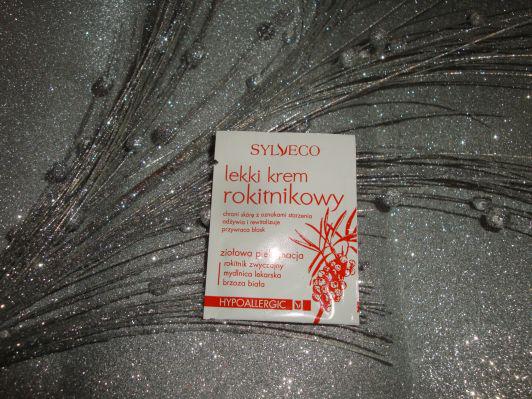 SYLVECO
lekki krem
rokitnikowy
chroni skórę z oznakami starzenia
odżywia i rewitalizuje
przywraca blask
ziołowa pielęgnacja
rokitnik zwyczajny
mydlnica lekarska
brzoza biała
HYPOALLERGIC